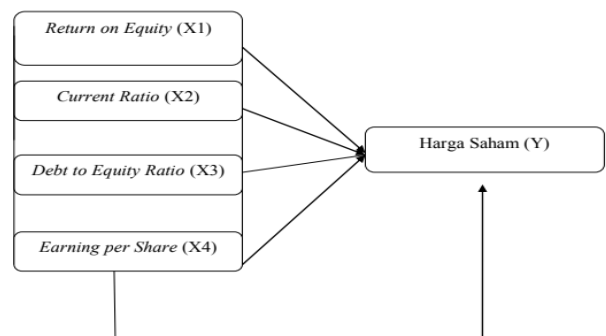 Return on Equity (X1)
Current Ratio (X2)
Harga Saham (Y)
Debt to Equity Ratio (X3)
Earning per Share (X4)